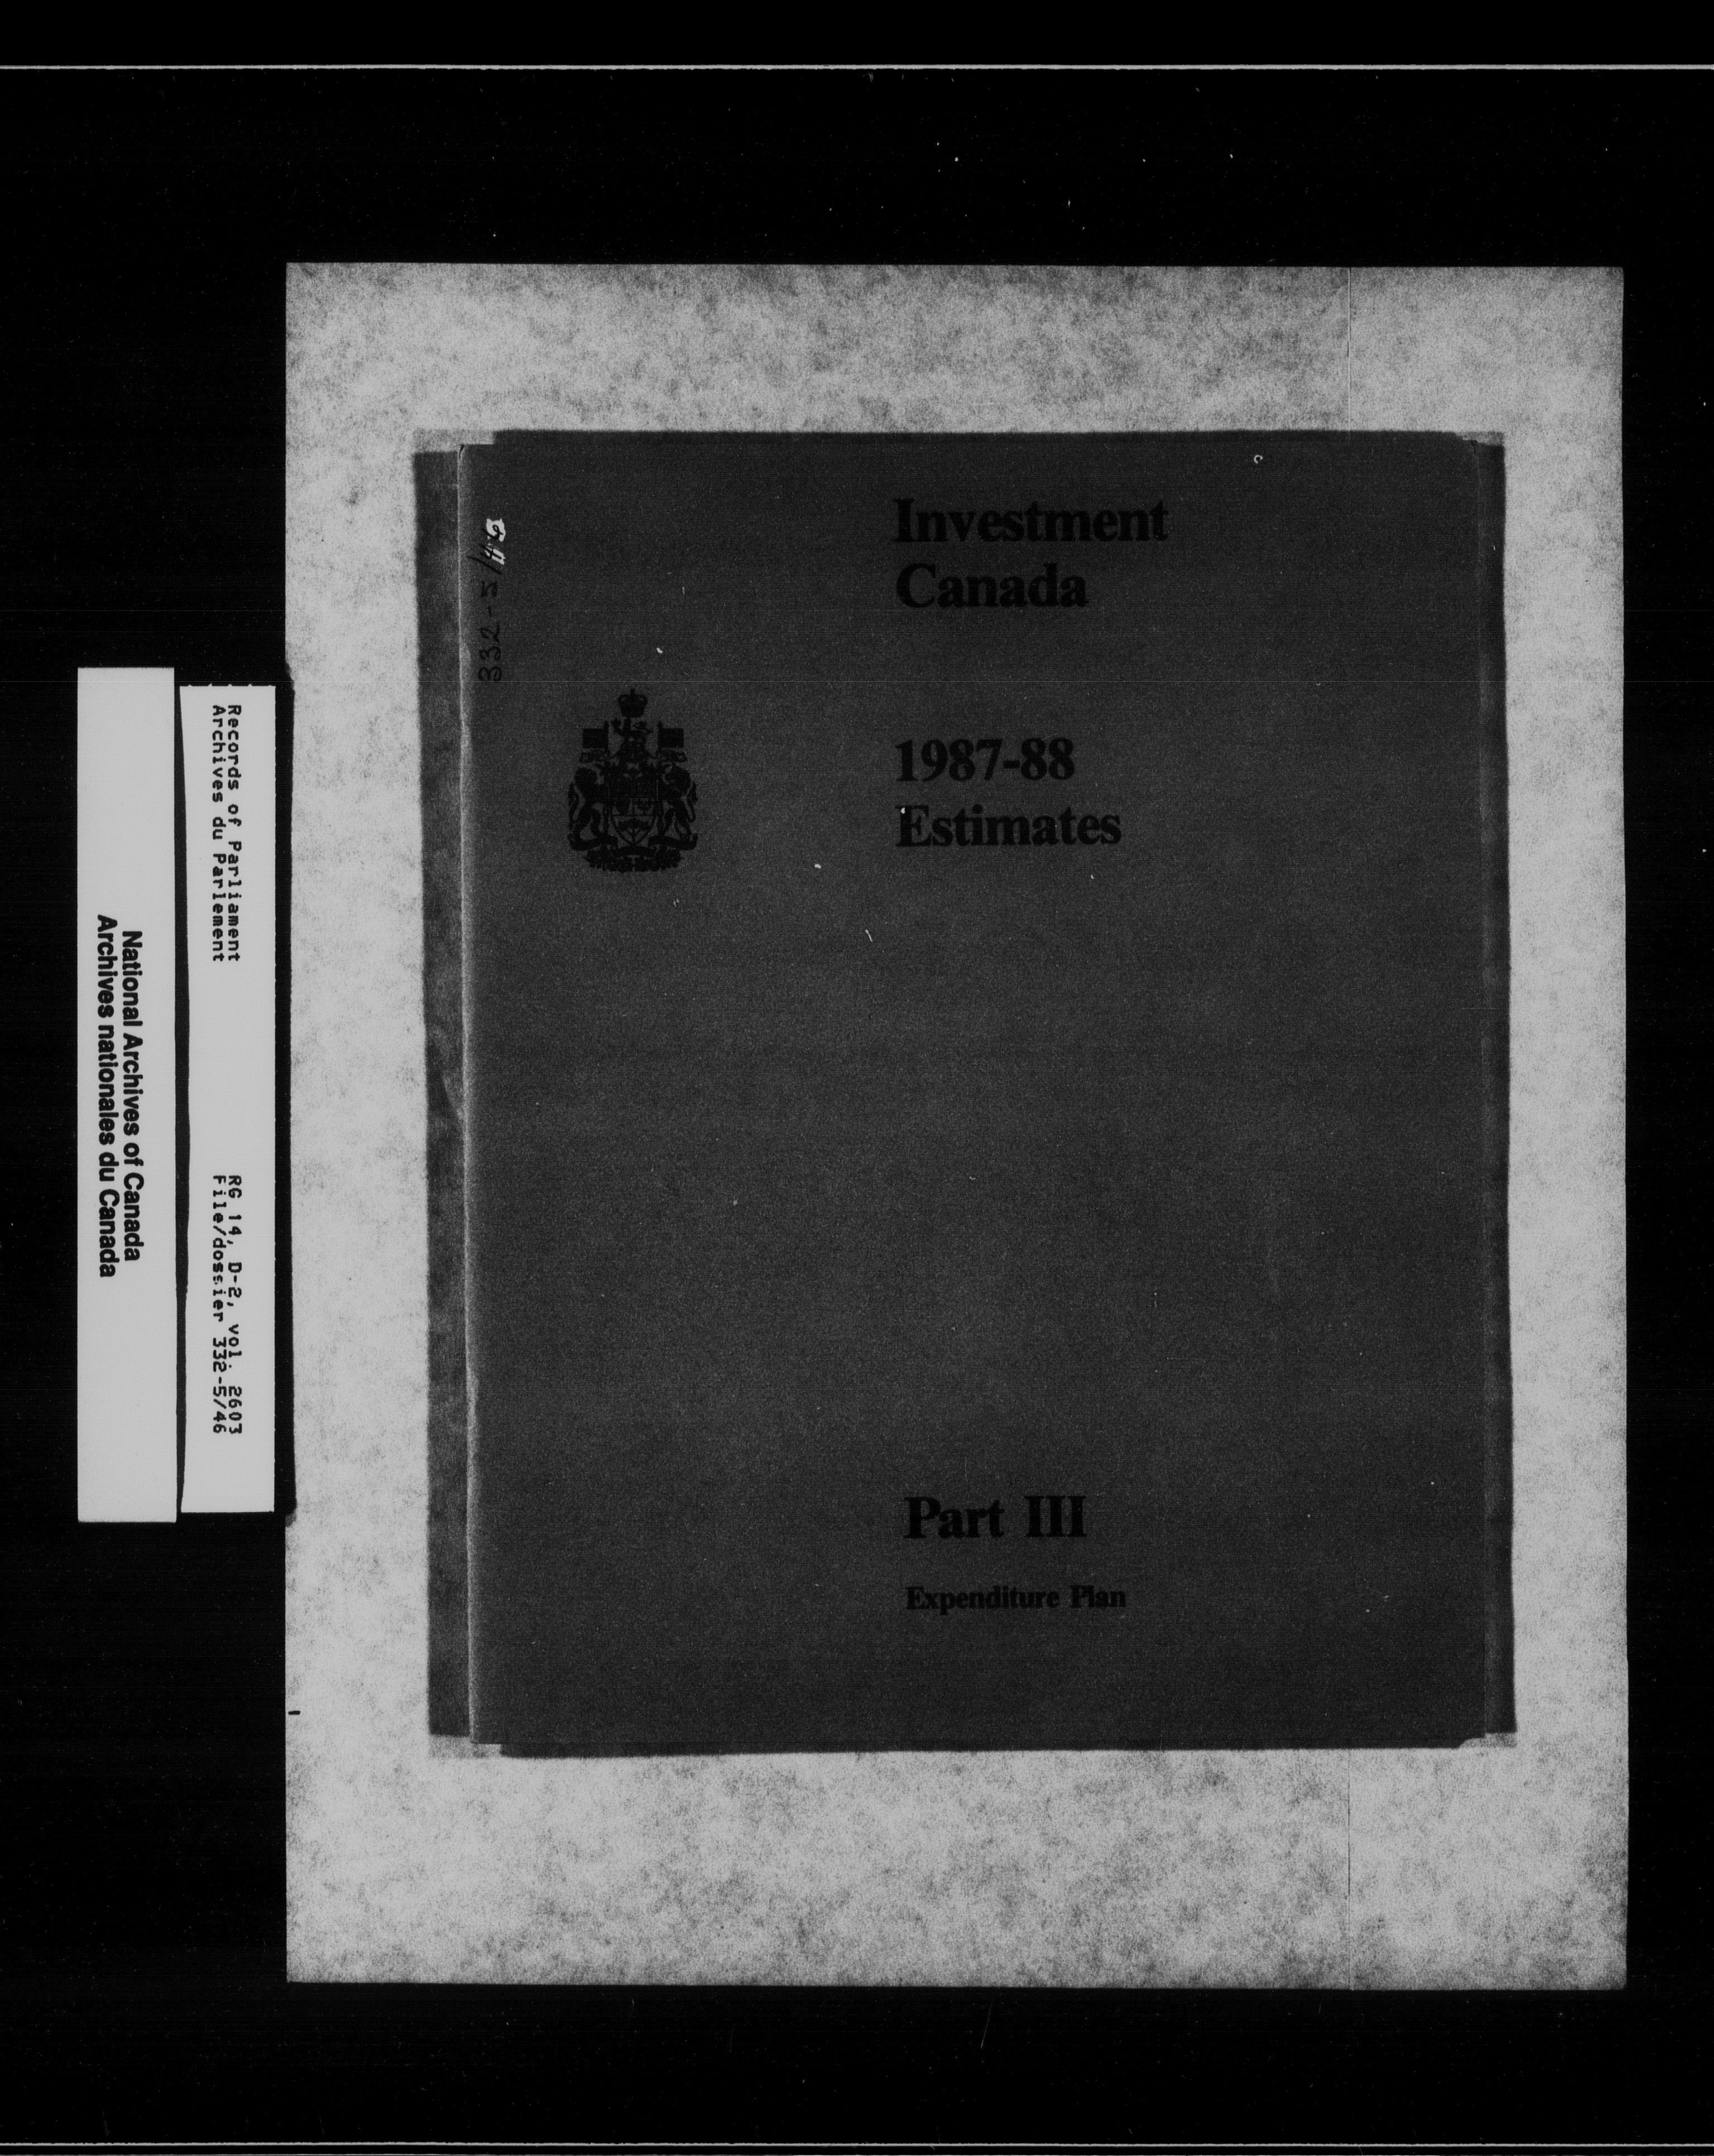 Investment
Canada
1987-88
Estimates
Part III
Expenditure Plan
332-5/46
Records of Parliament
Archives du Parlement
RG 14, D-2, vol. 2603
File/dossier 332-5/46
National Archives of Canada
Archives nationales du Canada